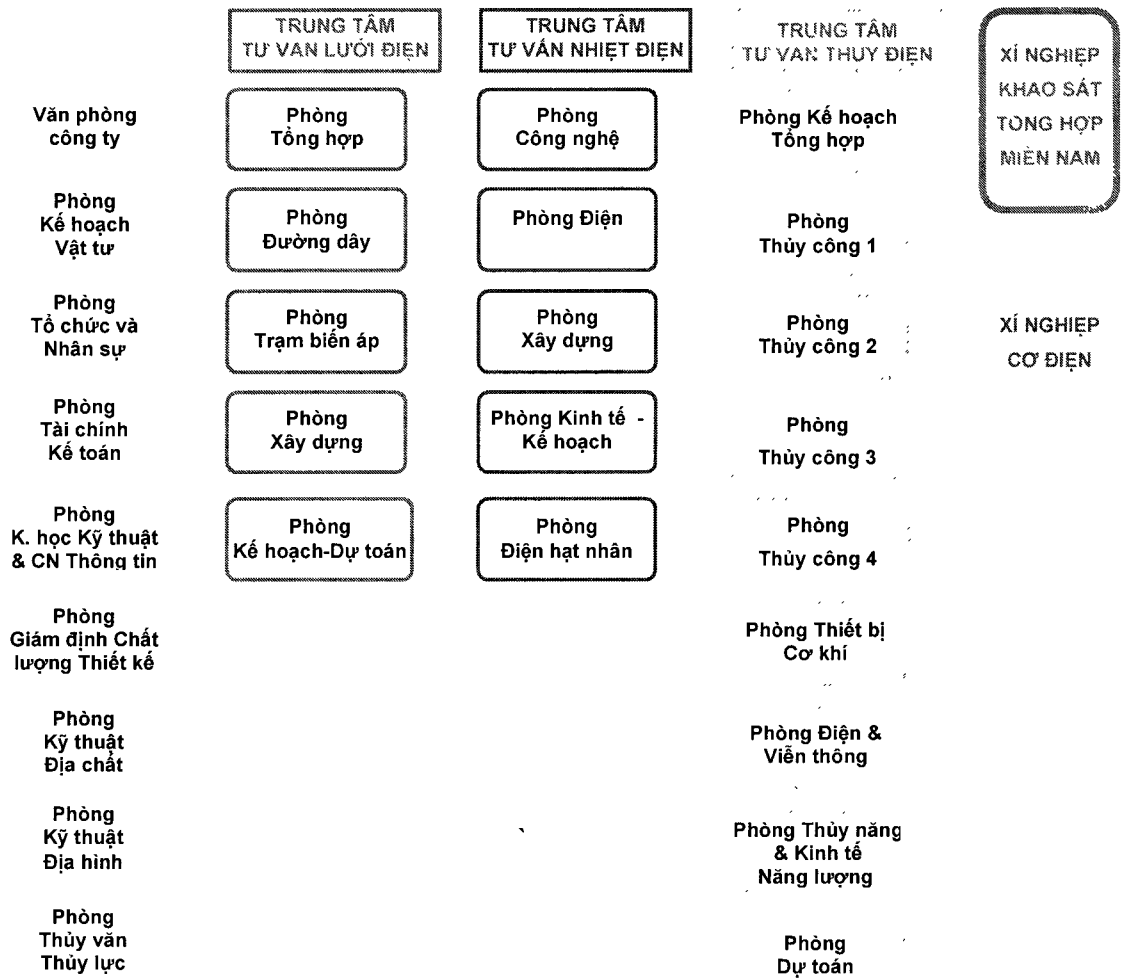 Văn phòng
công ty
Phòng
Kế hoạch
Vật tư
Phòng
Tổ chức và
Nhân sự
Phòng
Tài chính
Kế toán
Phòng
K. học Kỹ thuật
& CN Thông tin
Phòng
Giám định Chất
lượng Thiết kế
Phòng
Kỹ thuật
Địa chất
Phòng
Kỹ thuật
Địa hình
Phòng
Thủy văn
Thủy lực
TRUNG TÂM
TƯ VẤN LƯỚI ĐIỆN
Phòng
Tổng hợp
Phòng
Đường dây
Phòng
Trạm biến áp
Phòng
Xây dựng
Phòng
Kế hoạch-Dự toán
TRUNG TÂM
TƯ VẤN NHIỆT ĐIỆN
Phòng
Công nghệ
Phòng Điện
Phòng
Xây dựng
Phòng Kinh tế -
Kế hoạch
Phòng
Điện hạt nhân
TRUNG TÂM
TƯ VẤN THỦY ĐIỆN
Phòng Kế hoạch
Tổng hợp
Phòng
Thủy công 1
Phòng
Thủy công 2
Phòng
Thủy công 3
Phòng
Thủy công 4
Phòng Thiết bị
Cơ khí
Phòng Điện &
Viễn thông
Phòng Thủy năng
& Kinh tế
Năng lượng
Phòng
Dự toán
XÍ NGHIỆP
KHẢO SÁT
TỔNG HỢP
MIỀN NAM
XÍ NGHIỆP
CƠ ĐIỆN